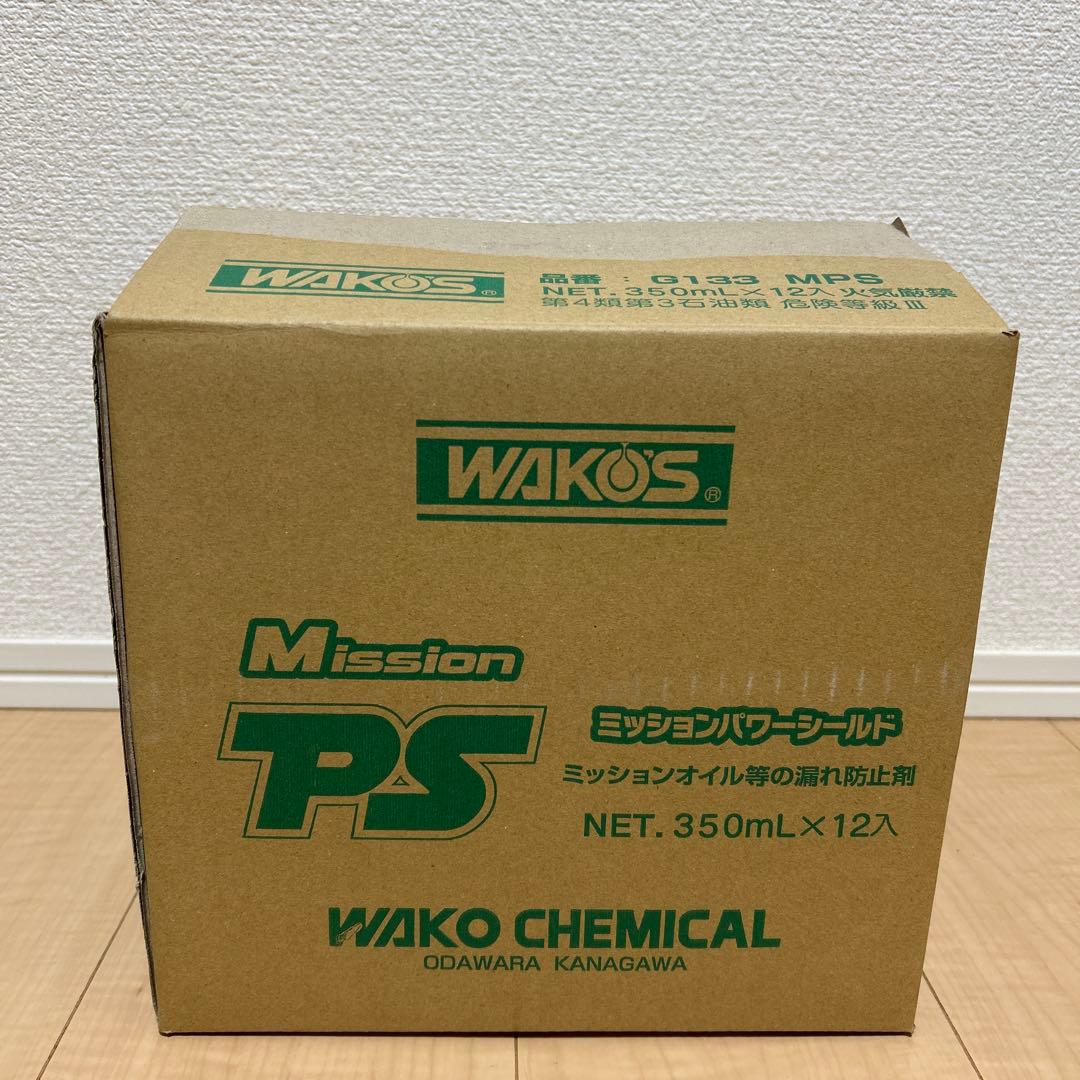 WAKO'S®
品番：G133 MPS
NET.350mL×12入 火気厳禁
第4類第3石油類 危険等級Ⅲ
WAKO'S®
Mission
PS
ミッションパワーシールド
ミッションオイル等の漏れ防止剤
NET.350mL×12入
WAKO CHEMICAL
ODAWARA KANAGAWA